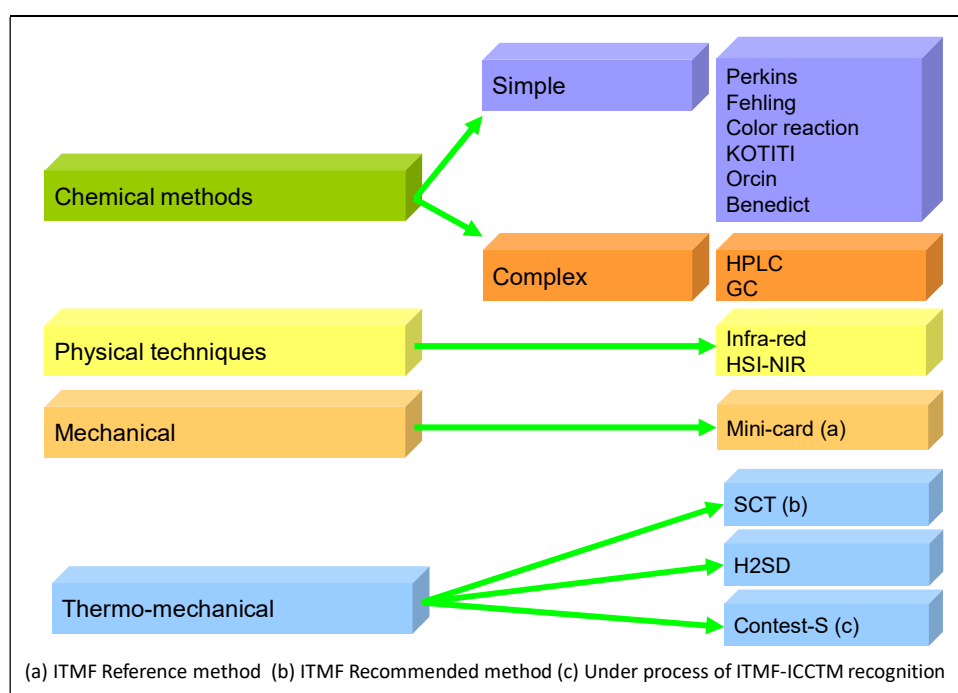 Simple
Perkins
Fehling
Color reaction
KOTITI
Orcin
Benedict
Chemical methods
Complex
HPLC
GC
Physical techniques
Infra-red
HSI-NIR
Mechanical
Mini-card (a)
SCT (b)
H2SD
Thermo-mechanical
Contest-S (c)
(a) ITMF Reference method (b) ITMF Recommended method (c) Under process of ITMF-ICCTM recognition